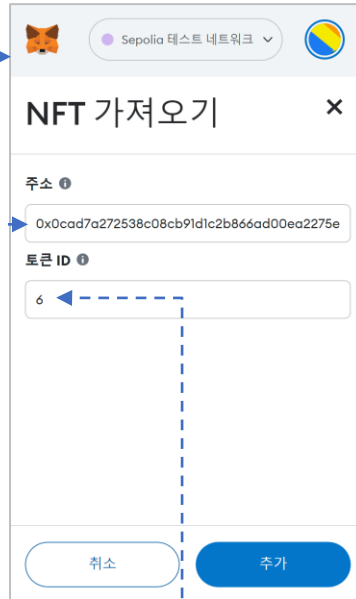 Sepolia 테스트 네트워크
NFT 가져오기
주소
0x0cad7a272538c08cb91d1c2b866ad00ea2275e
토큰 ID
6
취소
추가